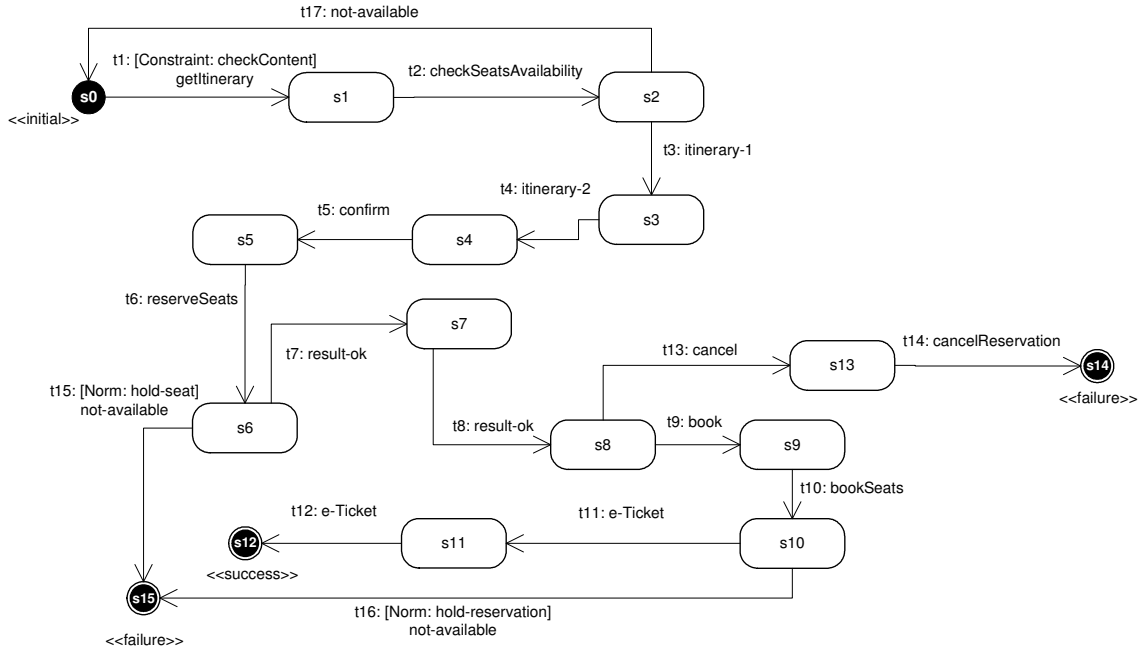 t17: not-available
t1: [Constraint: checkContent]
getItinerary
t2: checkSeatsAvailability
s0
s1
s2
<<initial>>
t3: itinerary-1
t4: itinerary-2
t5: confirm
s3
s5
s4
t6: reserveSeats
s7
t7: result-ok
t13: cancel
t14: cancelReservation
s13
s14
<<failure>>
t15: [Norm: hold-seat]
not-available
s6
t8: result-ok
s8
t9: book
s9
t10: bookSeats
t12: e-Ticket
t11: e-Ticket
s12
s11
s10
<<success>>
s15
t16: [Norm: hold-reservation]
not-available
<<failure>>